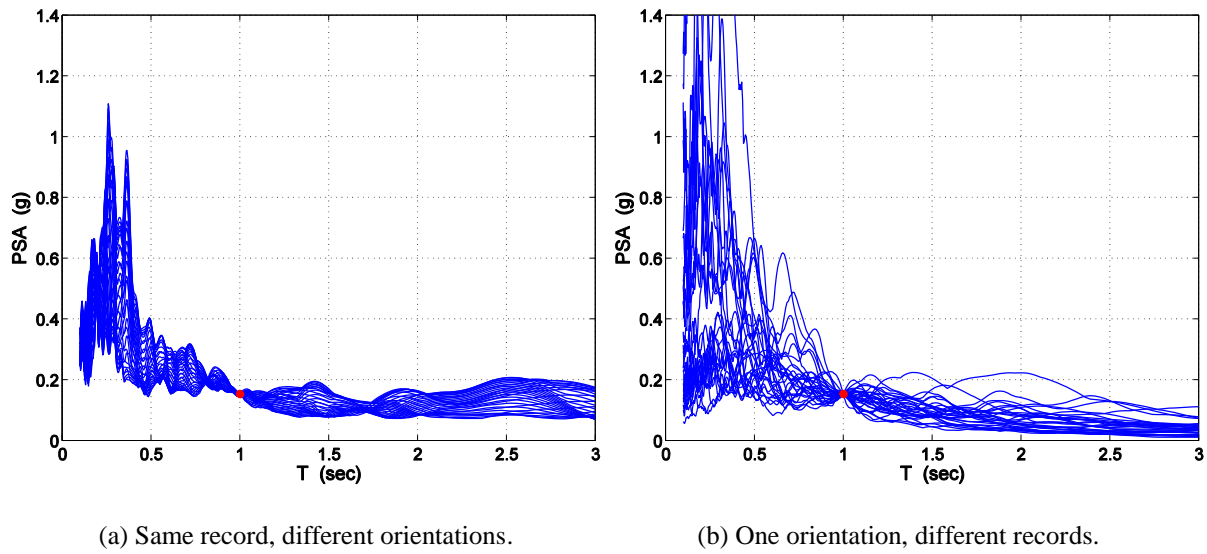 1.4
1.2
1
0.8
0.6
0.4
0.2
0
PSA (g)
0 0.5 1 1.5 2 2.5 3
T (sec)
1.4
1.2
1
0.8
0.6
0.4
0.2
0
PSA (g)
0 0.5 1 1.5 2 2.5 3
T (sec)
(a) Same record, different orientations.
(b) One orientation, different records.